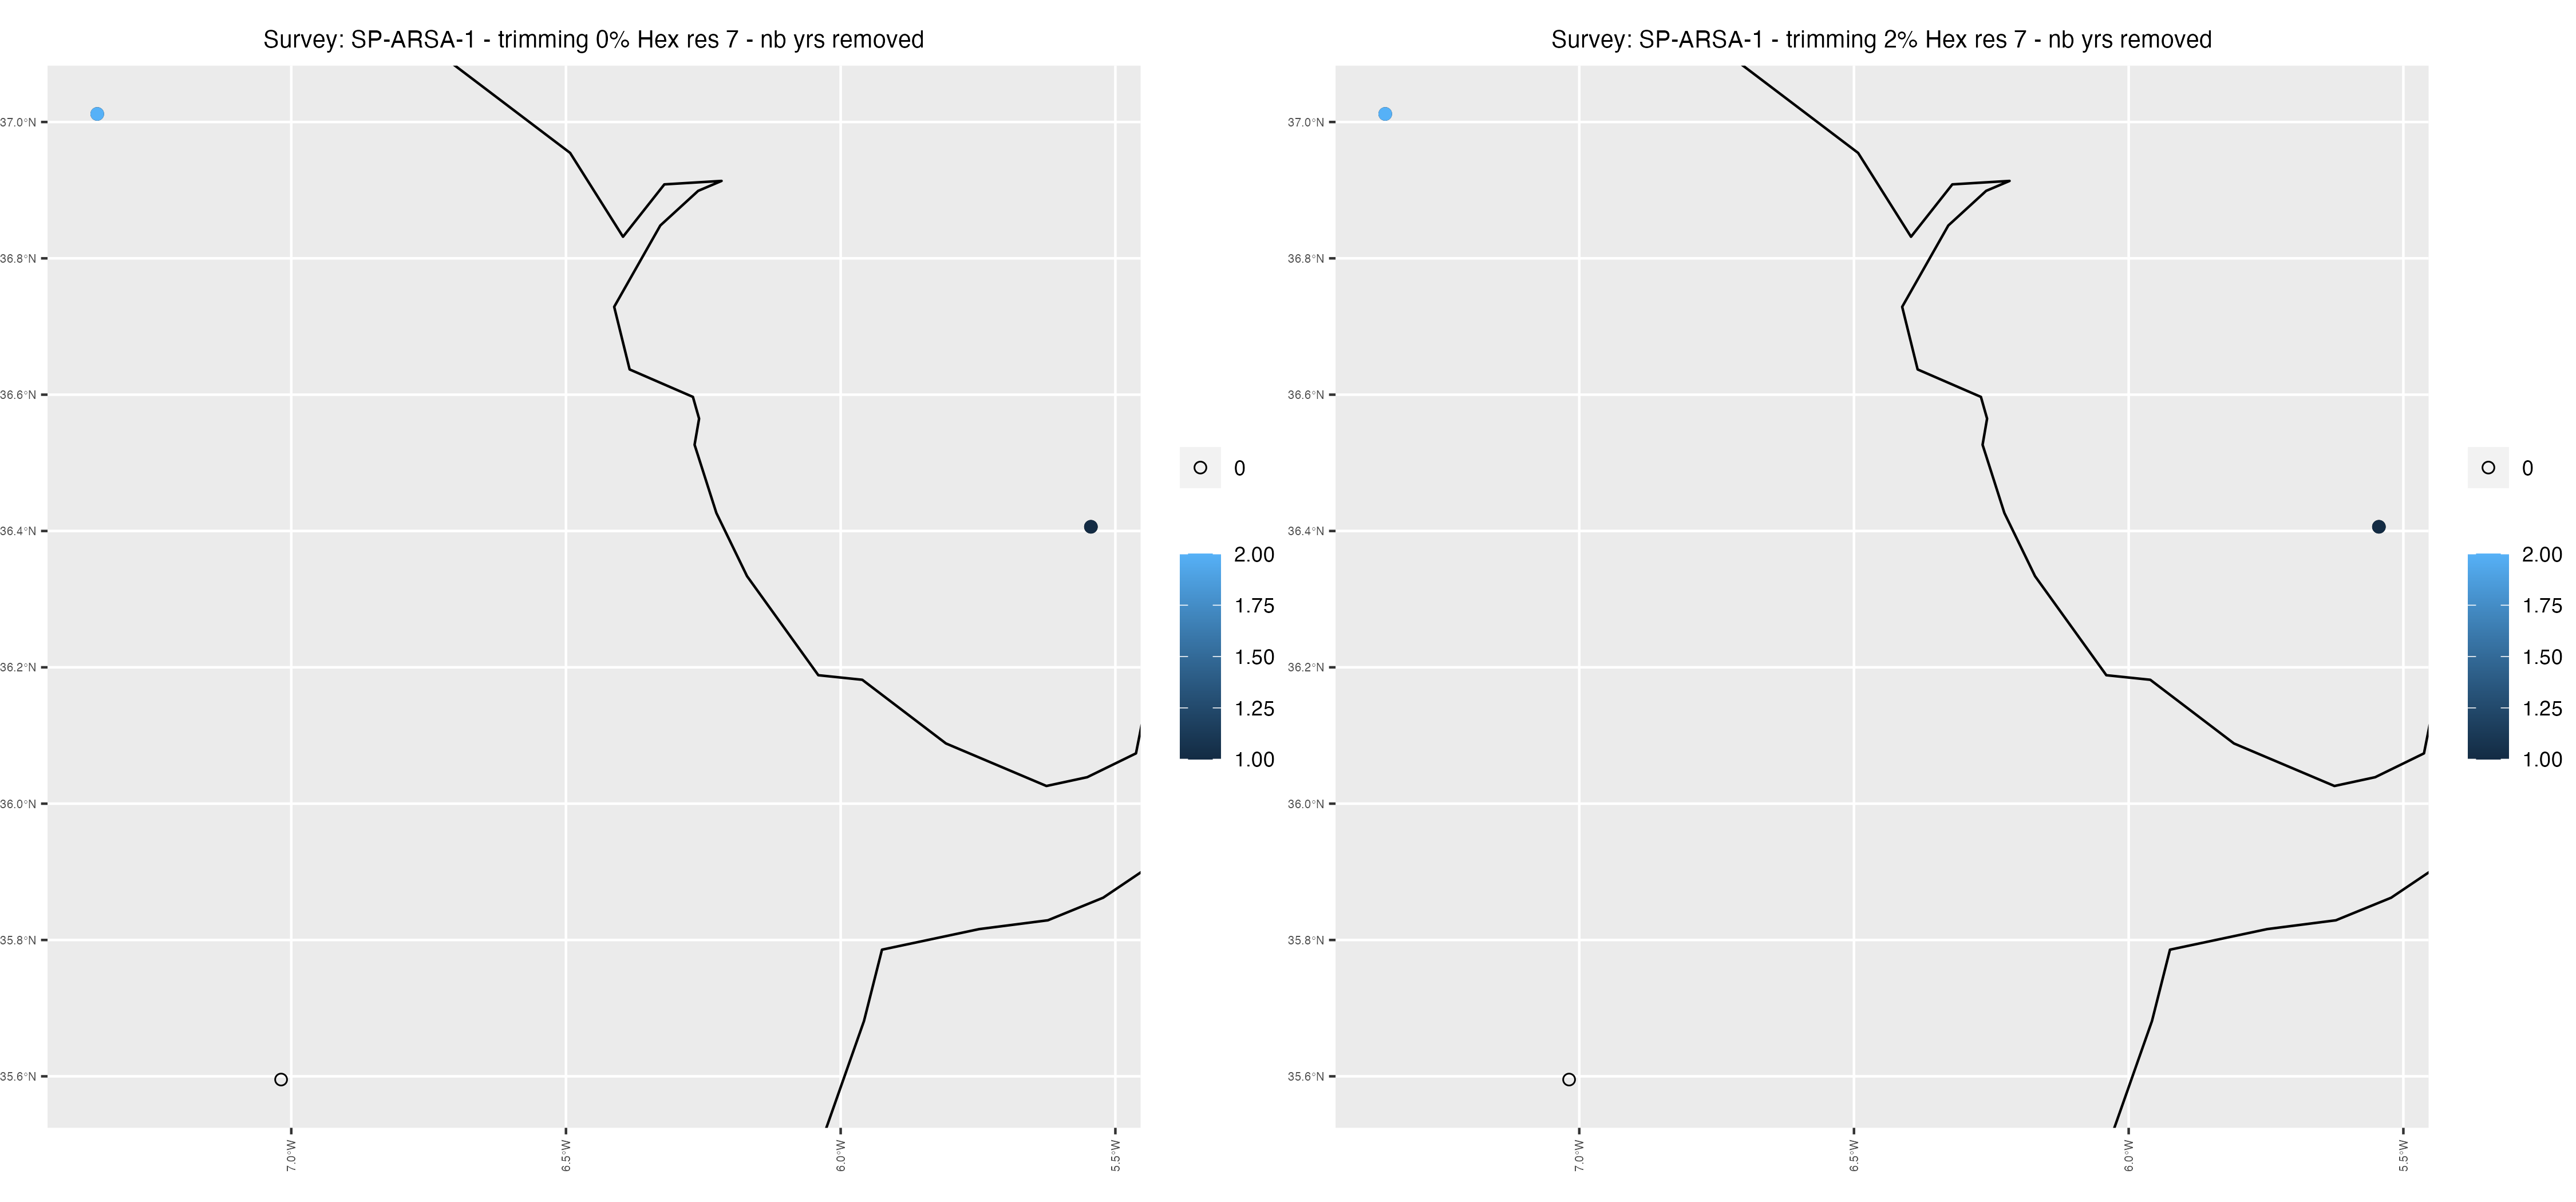 Survey: SP-ARSA-1 - trimming 0% Hex res 7 - nb yrs removed
37.0°N
36.8°N
36.6°N
36.4°N
36.2°N
36.0°N
35.8°N
35.6°N
7.0°W
6.5°W
6.0°W
5.5°W
0
2.00
1.75
1.50
1.25
1.00
Survey: SP-ARSA-1 - trimming 2% Hex res 7 - nb yrs removed
37.0°N
36.8°N
36.6°N
36.4°N
36.2°N
36.0°N
35.8°N
35.6°N
7.0°W
6.5°W
6.0°W
5.5°W
0
2.00
1.75
1.50
1.25
1.00